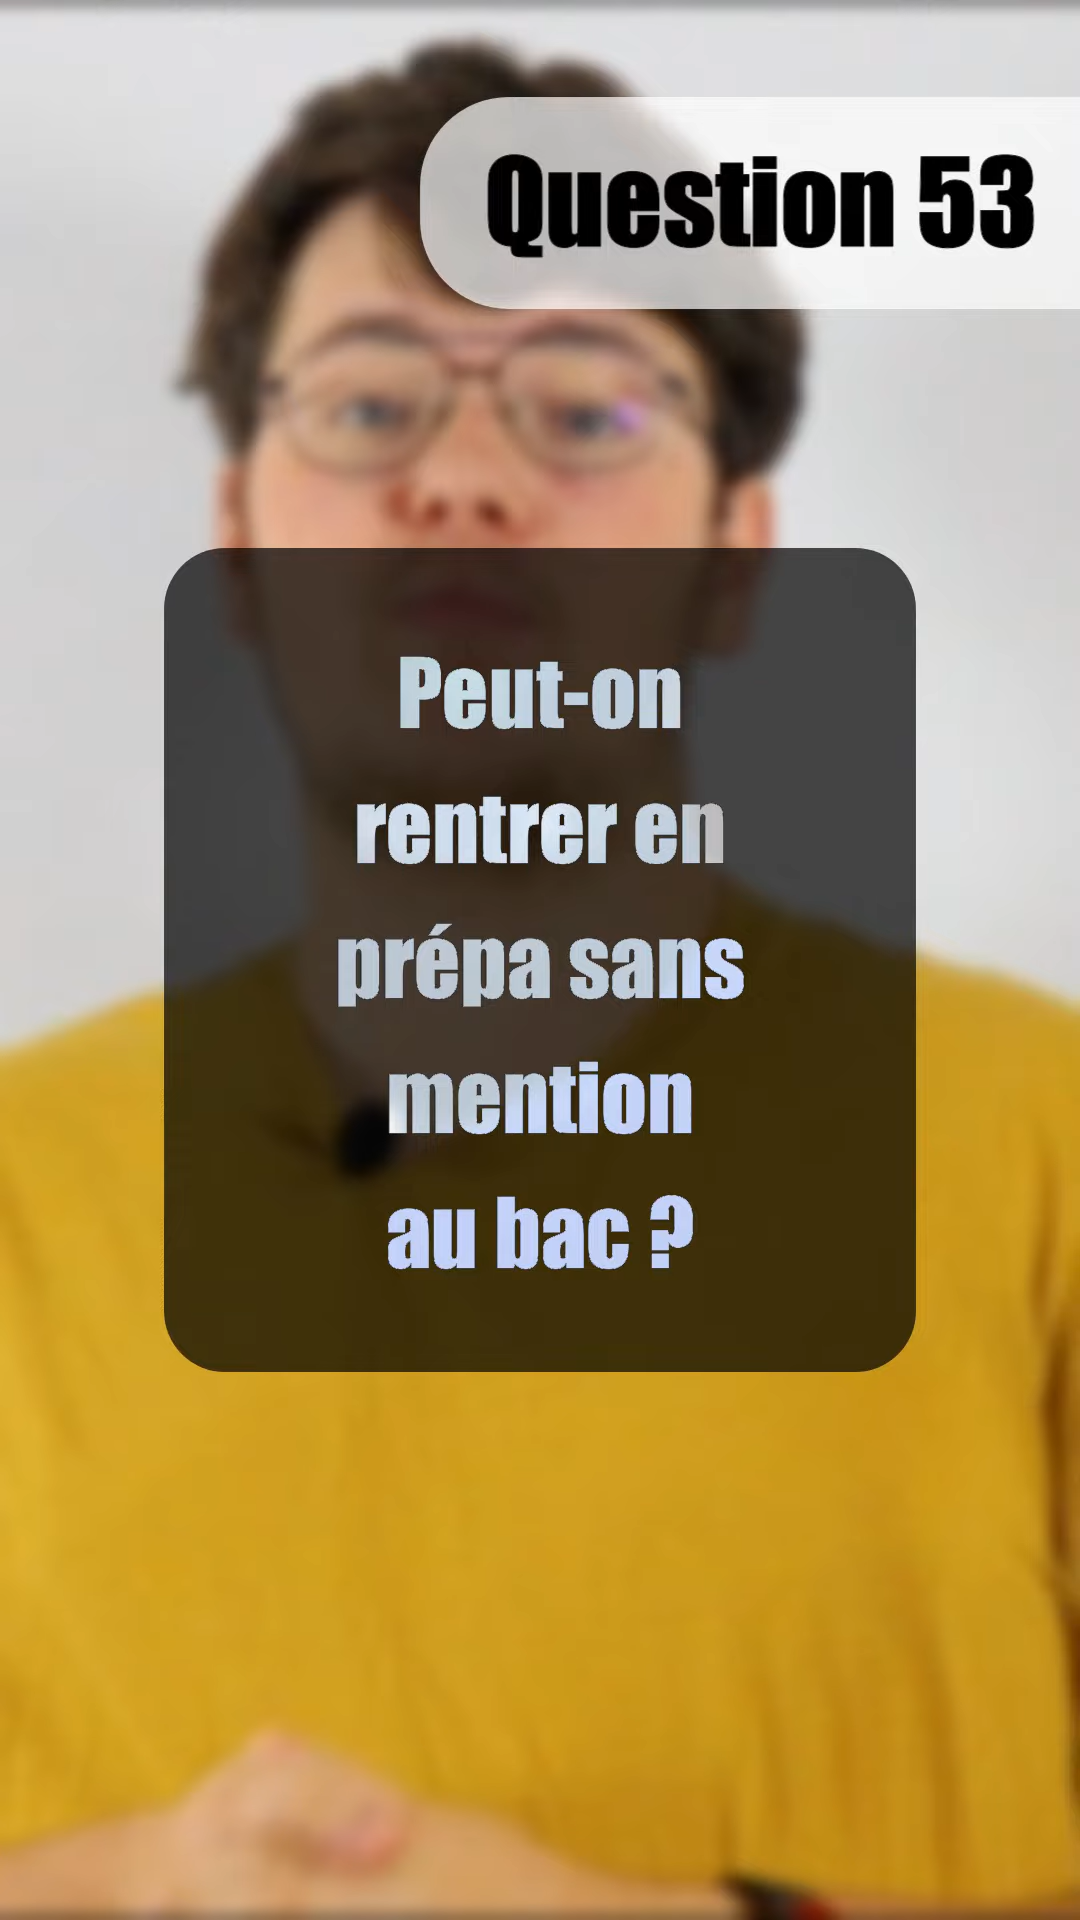 Question 53
Peut-on
rentrer en
prépa sans
mention
au bac ?